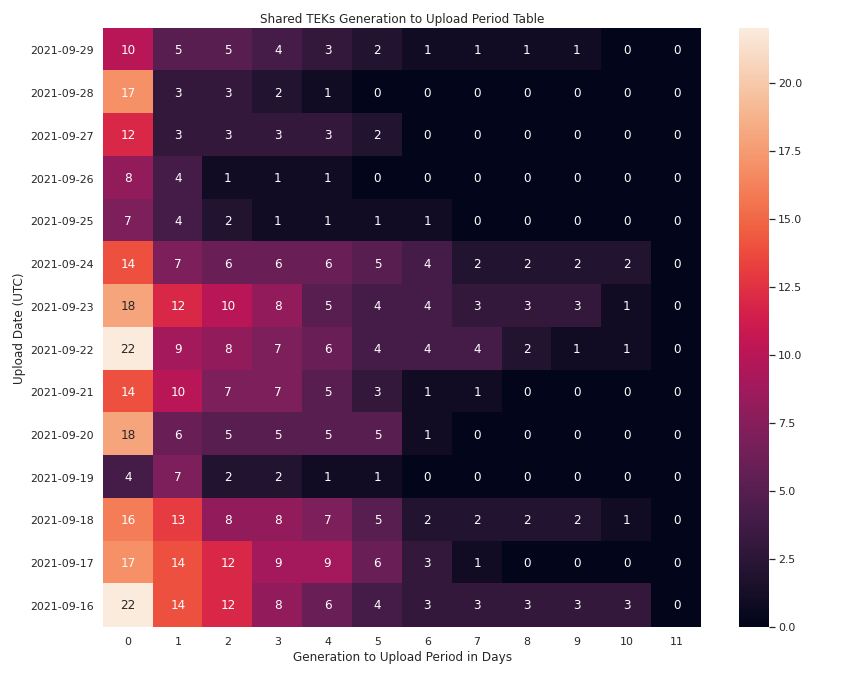 Shared TEKs Generation to Upload Period Table
Upload Date (UTC)
2021-09-29 10 5 5 4 3 2 1 1 1 1 0 0
2021-09-28 17 3 3 2 1 0 0 0 0 0 0 0
2021-09-27 12 3 3 3 3 2 0 0 0 0 0 0
2021-09-26 8 4 1 1 1 0 0 0 0 0 0 0
2021-09-25 7 4 2 1 1 1 1 0 0 0 0 0
2021-09-24 14 7 6 6 6 5 4 2 2 2 2 0
2021-09-23 18 12 10 8 5 4 4 3 3 3 1 0
2021-09-22 22 9 8 7 6 4 4 4 2 1 1 0
2021-09-21 14 10 7 7 5 3 1 1 0 0 0 0
2021-09-20 18 6 5 5 5 5 1 0 0 0 0 0
2021-09-19 4 7 2 2 1 1 0 0 0 0 0 0
2021-09-18 16 13 8 8 7 5 2 2 2 2 1 0
2021-09-17 17 14 12 9 9 6 3 1 0 0 0 0
2021-09-16 22 14 12 8 6 4 3 3 3 3 3 0
0 1 2 3 4 5 6 7 8 9 10 11
Generation to Upload Period in Days
20.0
17.5
15.0
12.5
10.0
7.5
5.0
2.5
0.0